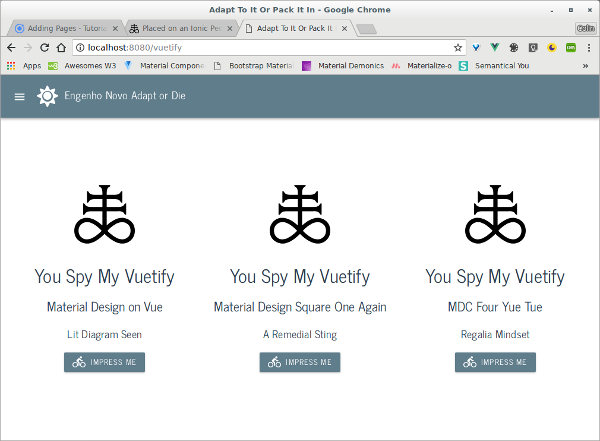 Adapt To It Or Pack It In - Google Chrome
Adding Pages - Tutoria
Placed on an Ionic Ped
Adapt To It Or Pack It
Colin
localhost:8080/vuetify
Apps
Awesomes W3
Material Compone
Bootstrap Material
Material Demonics
Materialize-o
Semantical You
»
Engenho Novo Adapt or Die
You Spy My Vuetify
Material Design on Vue
Lit Diagram Seen
IMPRESS ME
You Spy My Vuetify
Material Design Square One Again
A Remedial Sting
IMPRESS ME
You Spy My Vuetify
MDC Four Yue Tue
Regalia Mindset
IMPRESS ME